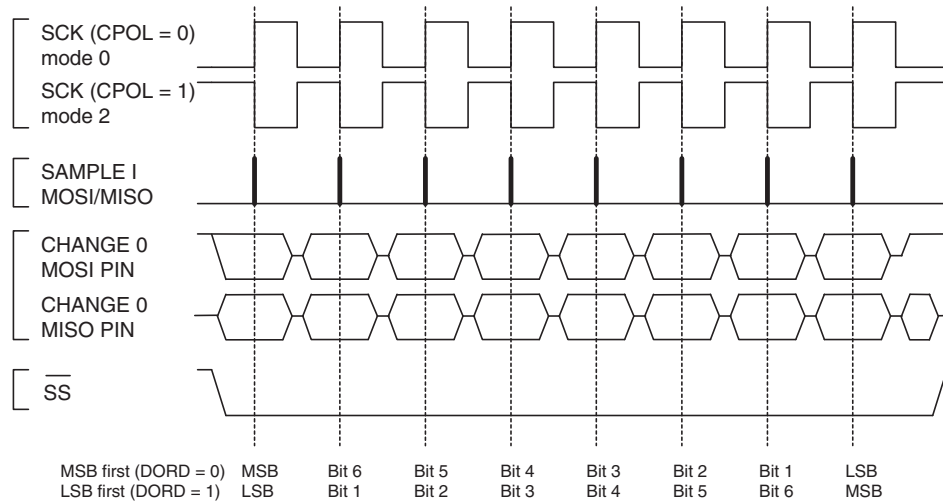 SCK (CPOL = 0)
mode 0
SCK (CPOL = 1)
mode 2
SAMPLE I
MOSI/MISO
CHANGE 0
MOSI PIN
CHANGE 0
MISO PIN
SS
MSB first (DORD = 0) MSB Bit 6 Bit 5 Bit 4 Bit 3 Bit 2 Bit 1 LSB
LSB first (DORD = 1) LSB Bit 1 Bit 2 Bit 3 Bit 4 Bit 5 Bit 6 MSB